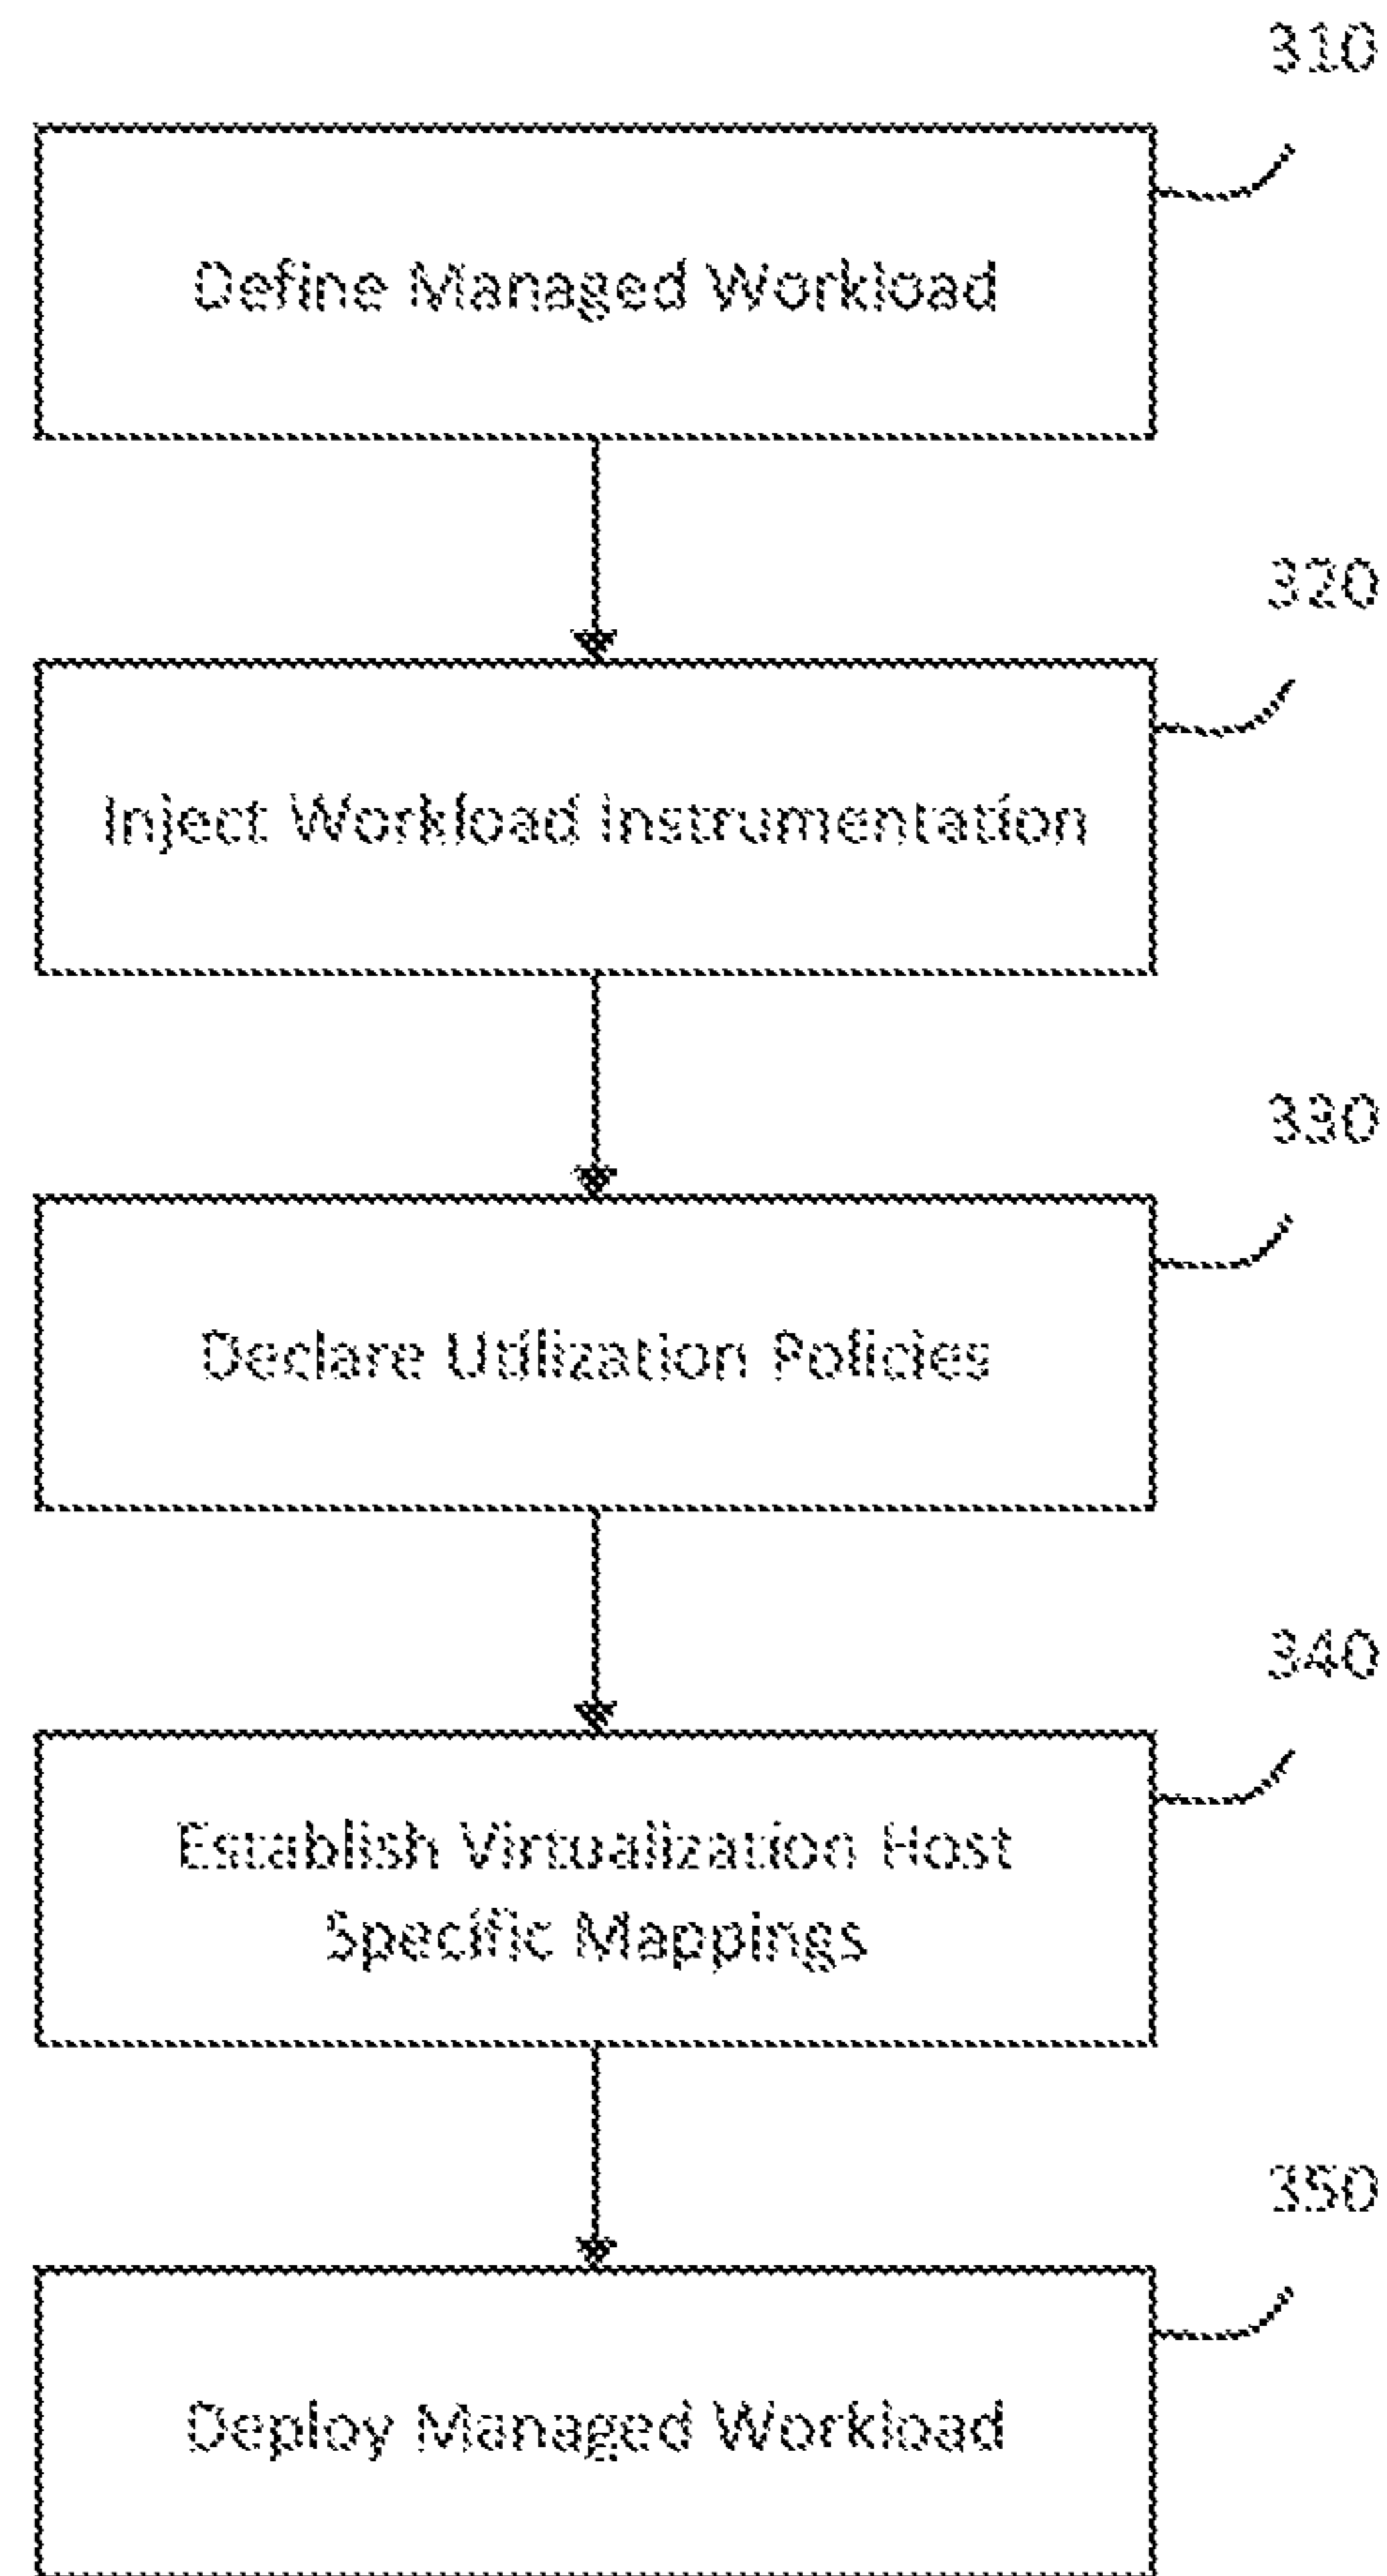 310
Define Managed Workload
320
Inject Workload Instrumentation
330
Declare Utilization Policies
340
Establish Virtualization Host
Specific Mappings
350
Deploy Managed Workload